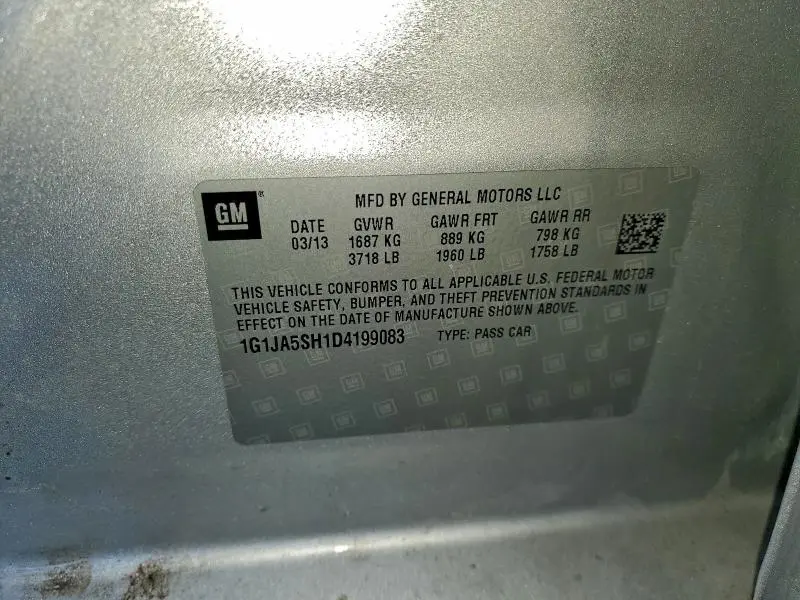 GM®
MFD BY GENERAL MOTORS LLC
DATE GVWR GAWR FRT GAWR RR
03/13 1687 KG 889 KG 798 KG
3718 LB 1960 LB 1758 LB
THIS VEHICLE CONFORMS TO ALL APPLICABLE U.S. FEDERAL MOTOR
VEHICLE SAFETY, BUMPER, AND THEFT PREVENTION STANDARDS IN
EFFECT ON THE DATE OF MANUFACTURE SHOWN ABOVE.
1G1JA5SH1D4199083 TYPE: PASS CAR